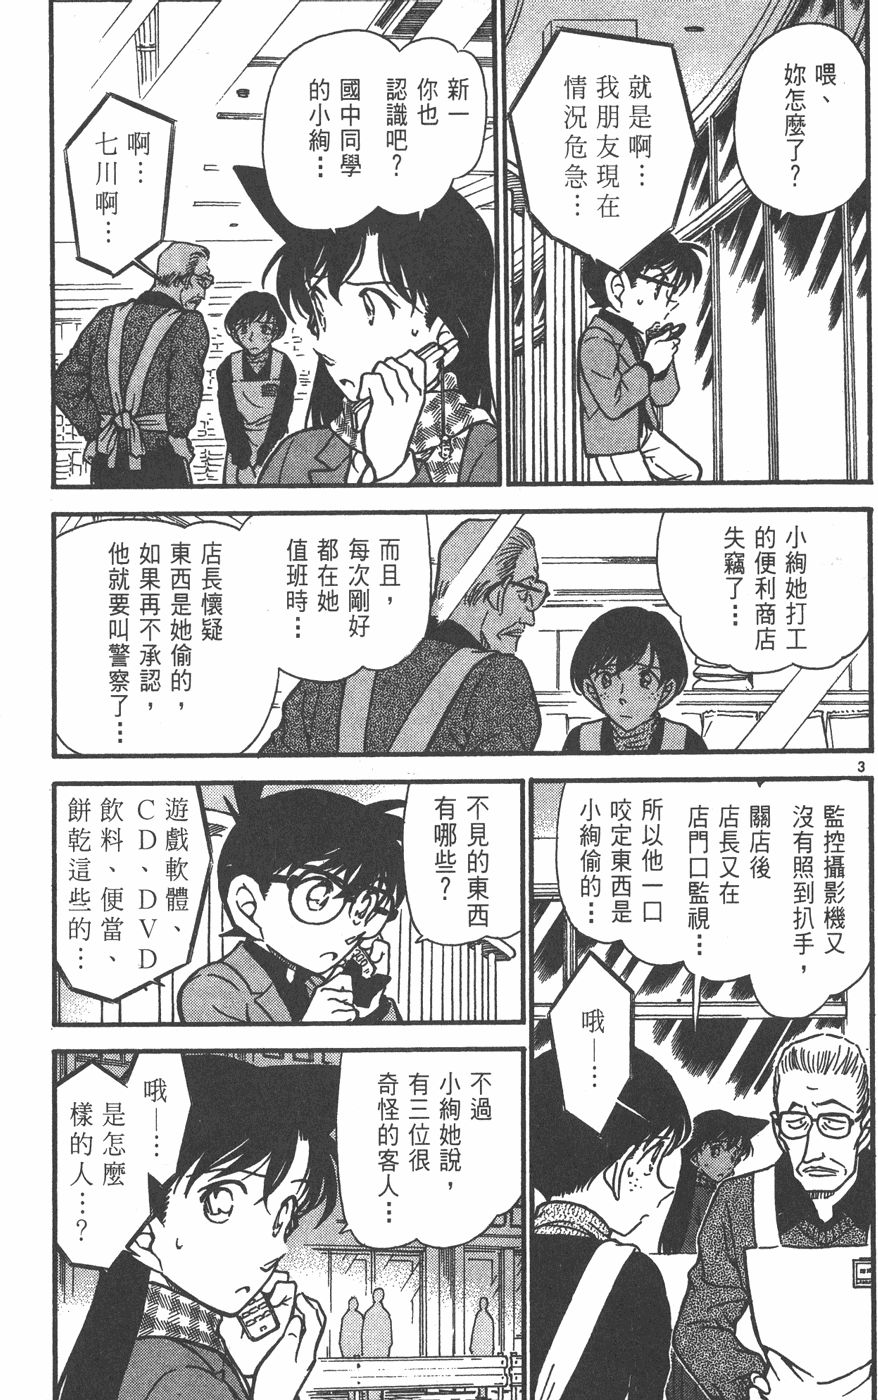 喂、
妳怎麼了?
就是啊⋯
我朋友現在
情況危急⋯
新一
你也
認識吧?
國中同學
的小絢⋯
啊⋯
七川啊⋯
小絢她打工
的便利商店
失竊了⋯
而且,
每次剛好
都在她
值班時⋯
店長懷疑
東西是她偷的,
如果再不承認,
他就要叫警察了⋯
3
監控攝影機又
沒有照到扒手,
關店後
店長又在
店門口監視⋯
所以他一口
咬定東西是
小絢偷的⋯
哦—⋯
不見的東西
有哪些?
遊戲軟體、
CD、DVD
飲料、便當、
餅乾這些的⋯
不過
小絢她說,
有三位很
奇怪的客人⋯
哦—⋯
是怎麼
樣的人⋯?